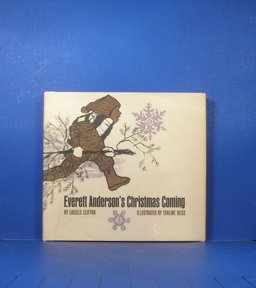 Everett Anderson's Christmas Coming
BY LUCILLE CLIFTON ILLUSTRATED BY EVALINE NESS